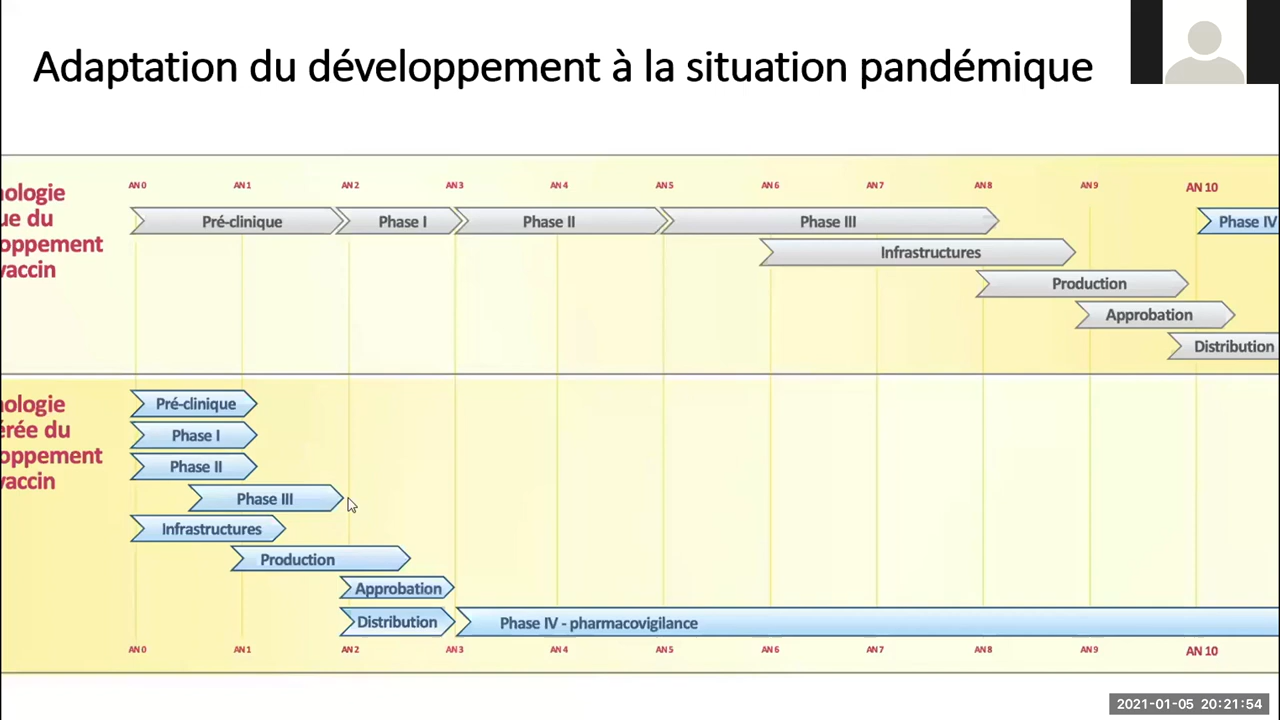 Adaptation du développement à la situation pandémique
AN 0 AN 1 AN 2 AN 3 AN 4 AN 5 AN 6 AN 7 AN 8 AN 9 AN 10
ologie
ue du
oppement
vaccin
Pré-clinique Phase I Phase II Phase III Phase IV
Infrastructures
Production
Approbation
Distribution
ologie
érée du
oppement
vaccin
Pré-clinique
Phase I
Phase II
Phase III
Infrastructures
Production
Approbation
Distribution Phase IV - pharmacovigilance
AN 0 AN 1 AN 2 AN 3 AN 4 AN 5 AN 6 AN 7 AN 8 AN 9 AN 10
2021-01-05 20:21:54